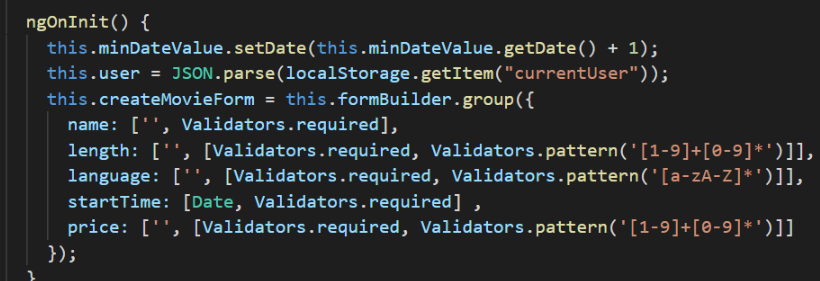 ngOnInit() {
this.minDateValue.setDate(this.minDateValue.getDate() + 1);
this.user = JSON.parse(localStorage.getItem("currentUser"));
this.createMovieForm = this.formBuilder.group({
name: ['', Validators.required],
length: ['', [Validators.required, Validators.pattern('[1-9]+[0-9]*')]],
language: ['', [Validators.required, Validators.pattern('[a-zA-Z]*')]],
startTime: [Date, Validators.required] ,
price: ['', [Validators.required, Validators.pattern('[1-9]+[0-9]*')]]
});
}